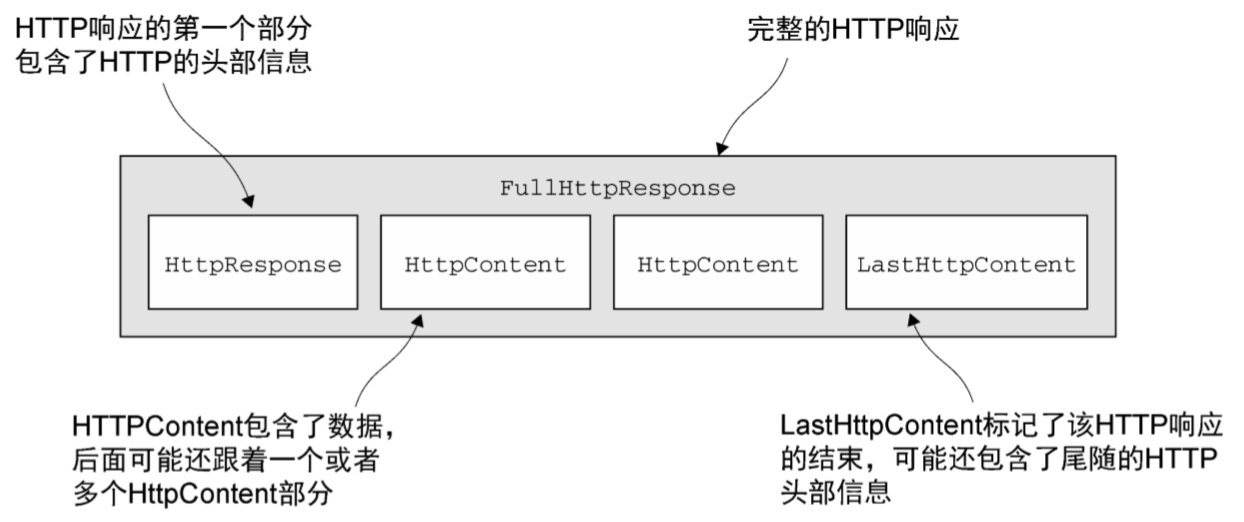 HTTP响应的第一个部分
包含了HTTP的头部信息
完整的HTTP响应
FullHttpResponse
HttpResponse
HttpContent
HttpContent
LastHttpContent
HTTPContent包含了数据，
后面可能还跟着一个或者
多个HttpContent部分
LastHttpContent标记了该HTTP响应
的结束，可能还包含了尾随的HTTP
头部信息